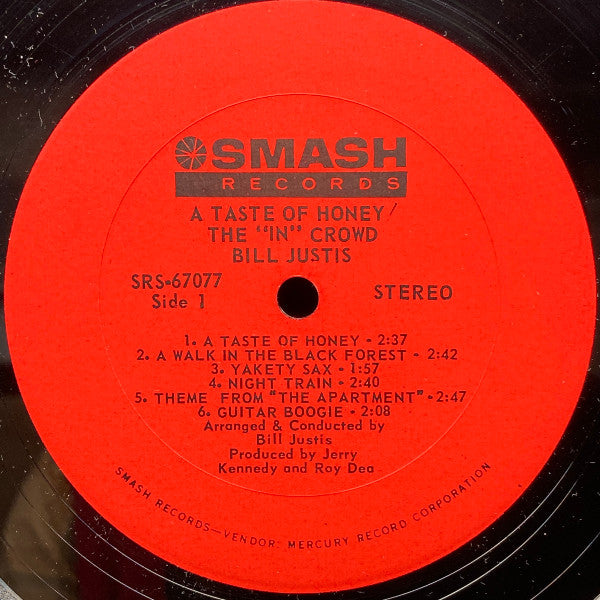 SMASH
RECORDS
A TASTE OF HONEY/
THE "IN" CROWD
BILL JUSTIS
SRS-67077
Side 1
STEREO
1. A TASTE OF HONEY - 2:37
2. A WALK IN THE BLACK FOREST - 2:42
3. YAKETY SAX - 1:57
4. NIGHT TRAIN - 2:40
5. THEME FROM "THE APARTMENT" - 2:47
6. GUITAR BOOGIE - 2:08
Arranged & Conducted by
Bill Justis
Produced by Jerry
Kennedy and Roy Dea
SMASH RECORDS—VENDOR: MERCURY RECORD CORPORATION